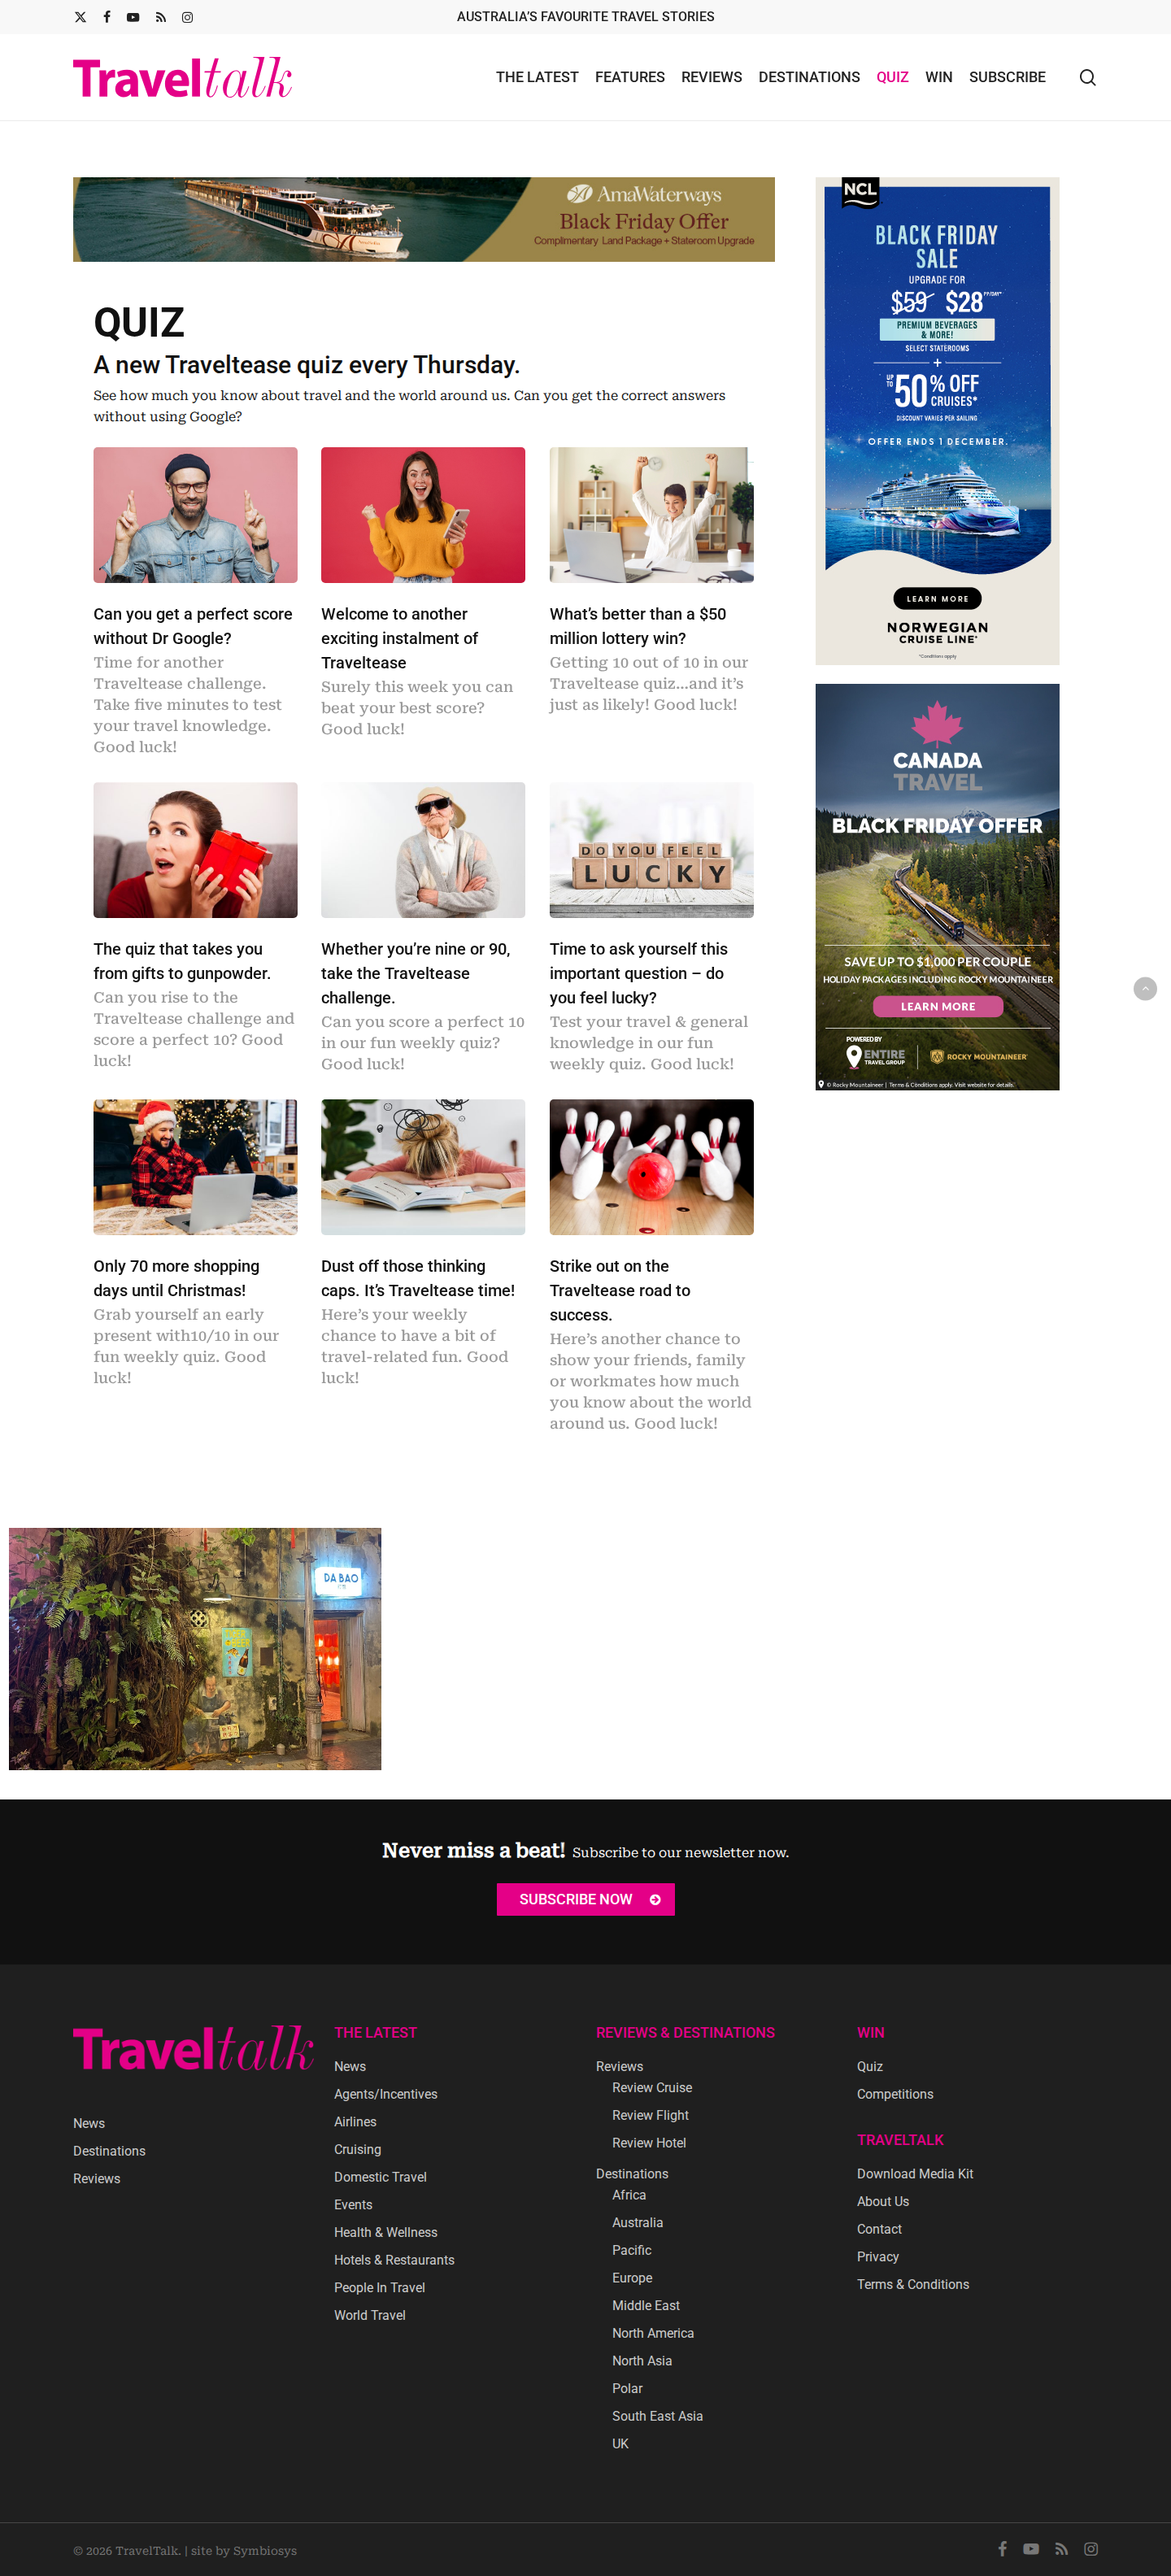 AUSTRALIA'S FAVOURITE TRAVEL STORIES
Traveltalk
THE LATEST FEATURES REVIEWS DESTINATIONS QUIZ WIN SUBSCRIBE
AmaWaterways
Black Friday Offer
Complimentary Land Package + Stateroom Upgrade
NCL
BLACK FRIDAY
SALE
UPGRADE FOR
$59 $28 PP/DAY*
PREMIUM BEVERAGES
& MORE!
SELECT STATEROOMS
+
UP TO 50% OFF
CRUISES*
DISCOUNT VARIES PER SAILING
OFFER ENDS 1 DECEMBER.
LEARN MORE
NORWEGIAN
CRUISE LINE®
*Conditions apply
QUIZ
A new Traveltease quiz every Thursday.
See how much you know about travel and the world around us. Can you get the correct answers
without using Google?
Can you get a perfect score
without Dr Google?
Time for another
Traveltease challenge.
Take five minutes to test
your travel knowledge.
Good luck!
Welcome to another
exciting instalment of
Traveltease
Surely this week you can
beat your best score?
Good luck!
What's better than a $50
million lottery win?
Getting 10 out of 10 in our
Traveltease quiz...and it's
just as likely! Good luck!
CANADA
TRAVEL
BLACK FRIDAY OFFER
SAVE UP TO $1,000 PER COUPLE
HOLIDAY PACKAGES INCLUDING ROCKY MOUNTAINEER
LEARN MORE
POWERED BY
ENTIRE
TRAVEL GROUP
ROCKY MOUNTAINEER
© Rocky Mountaineer | Terms & Conditions apply. Visit website for details.
The quiz that takes you
from gifts to gunpowder.
Can you rise to the
Traveltease challenge and
score a perfect 10? Good
luck!
Whether you're nine or 90,
take the Traveltease
challenge.
Can you score a perfect 10
in our fun weekly quiz?
Good luck!
DO YOU FEEL
LUCKY
Time to ask yourself this
important question – do
you feel lucky?
Test your travel & general
knowledge in our fun
weekly quiz. Good luck!
Only 70 more shopping
days until Christmas!
Grab yourself an early
present with10/10 in our
fun weekly quiz. Good
luck!
Dust off those thinking
caps. It's Traveltease time!
Here's your weekly
chance to have a bit of
travel-related fun. Good
luck!
Strike out on the
Traveltease road to
success.
Here's another chance to
show your friends, family
or workmates how much
you know about the world
around us. Good luck!
DA BAO
Never miss a beat! Subscribe to our newsletter now.
SUBSCRIBE NOW
Traveltalk
News
Destinations
Reviews
THE LATEST
News
Agents/Incentives
Airlines
Cruising
Domestic Travel
Events
Health & Wellness
Hotels & Restaurants
People In Travel
World Travel
REVIEWS & DESTINATIONS
Reviews
Review Cruise
Review Flight
Review Hotel
Destinations
Africa
Australia
Pacific
Europe
Middle East
North America
North Asia
Polar
South East Asia
UK
WIN
Quiz
Competitions
TRAVELTALK
Download Media Kit
About Us
Contact
Privacy
Terms & Conditions
© 2026 TravelTalk. | site by Symbiosys